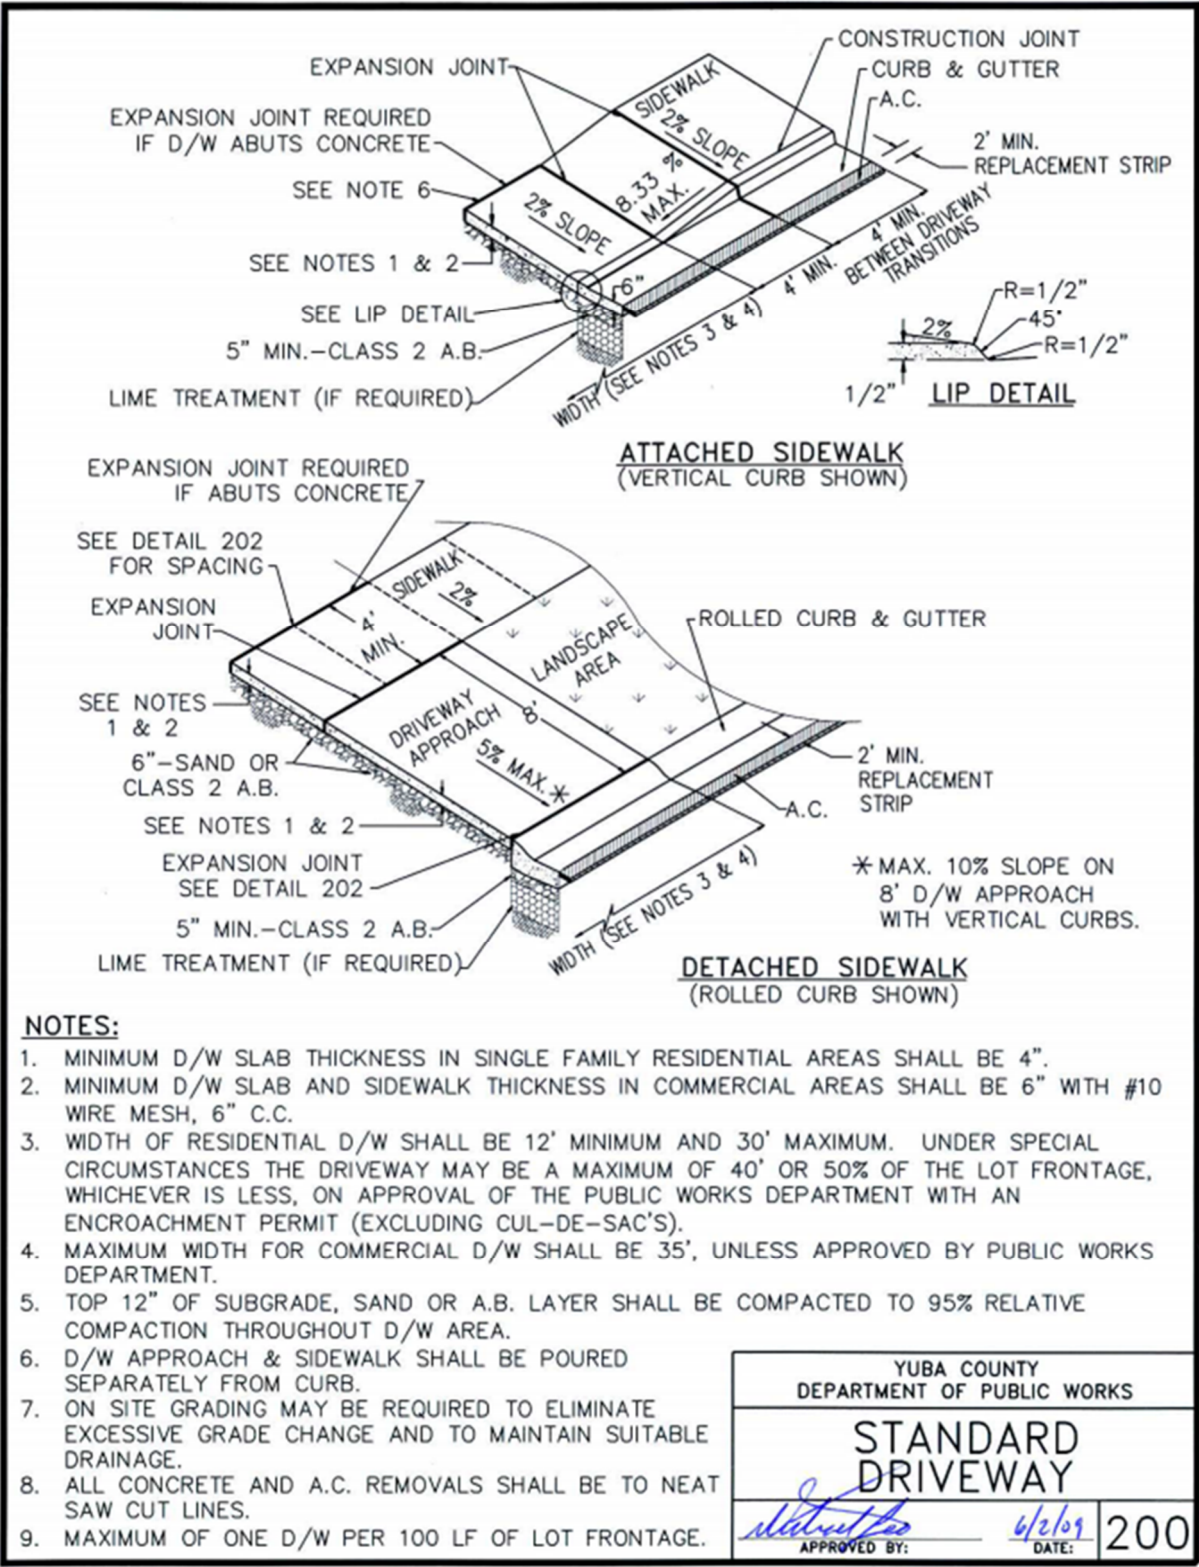 EXPANSION JOINT
CONSTRUCTION JOINT
CURB & GUTTER
A.C.
EXPANSION JOINT REQUIRED
IF D/W ABUTS CONCRETE
2' MIN.
REPLACEMENT STRIP
SEE NOTE 6
SIDEWALK
2% SLOPE
8.33 %
MAX.
2% SLOPE
4' MIN.
BETWEEN DRIVEWAY
TRANSITIONS
4' MIN.
SEE NOTES 1 & 2
6"
SEE LIP DETAIL
5" MIN.-CLASS 2 A.B.
LIME TREATMENT (IF REQUIRED)
WIDTH (SEE NOTES 3 & 4)
R=1/2"
45°
2%
R=1/2"
1/2"
LIP DETAIL
ATTACHED SIDEWALK
(VERTICAL CURB SHOWN)
EXPANSION JOINT REQUIRED
IF ABUTS CONCRETE
SEE DETAIL 202
FOR SPACING
EXPANSION
JOINT
SIDEWALK
2%
4'
MIN.
LANDSCAPE
AREA
ROLLED CURB & GUTTER
SEE NOTES
1 & 2
DRIVEWAY
APPROACH
8'
5% MAX.*
6"-SAND OR
CLASS 2 A.B.
2' MIN.
REPLACEMENT
STRIP
A.C.
SEE NOTES 1 & 2
EXPANSION JOINT
SEE DETAIL 202
5" MIN.-CLASS 2 A.B.
LIME TREATMENT (IF REQUIRED)
WIDTH (SEE NOTES 3 & 4)
* MAX. 10% SLOPE ON
8' D/W APPROACH
WITH VERTICAL CURBS.
DETACHED SIDEWALK
(ROLLED CURB SHOWN)
NOTES:
1. MINIMUM D/W SLAB THICKNESS IN SINGLE FAMILY RESIDENTIAL AREAS SHALL BE 4".
2. MINIMUM D/W SLAB AND SIDEWALK THICKNESS IN COMMERCIAL AREAS SHALL BE 6" WITH #10
WIRE MESH, 6" C.C.
3. WIDTH OF RESIDENTIAL D/W SHALL BE 12' MINIMUM AND 30' MAXIMUM. UNDER SPECIAL
CIRCUMSTANCES THE DRIVEWAY MAY BE A MAXIMUM OF 40' OR 50% OF THE LOT FRONTAGE,
WHICHEVER IS LESS, ON APPROVAL OF THE PUBLIC WORKS DEPARTMENT WITH AN
ENCROACHMENT PERMIT (EXCLUDING CUL-DE-SAC'S).
4. MAXIMUM WIDTH FOR COMMERCIAL D/W SHALL BE 35', UNLESS APPROVED BY PUBLIC WORKS
DEPARTMENT.
5. TOP 12" OF SUBGRADE, SAND OR A.B. LAYER SHALL BE COMPACTED TO 95% RELATIVE
COMPACTION THROUGHOUT D/W AREA.
6. D/W APPROACH & SIDEWALK SHALL BE POURED
SEPARATELY FROM CURB.
7. ON SITE GRADING MAY BE REQUIRED TO ELIMINATE
EXCESSIVE GRADE CHANGE AND TO MAINTAIN SUITABLE
DRAINAGE.
8. ALL CONCRETE AND A.C. REMOVALS SHALL BE TO NEAT
SAW CUT LINES.
9. MAXIMUM OF ONE D/W PER 100 LF OF LOT FRONTAGE.
YUBA COUNTY
DEPARTMENT OF PUBLIC WORKS
STANDARD
DRIVEWAY
6/2/09
APPROVED BY:
DATE:
200